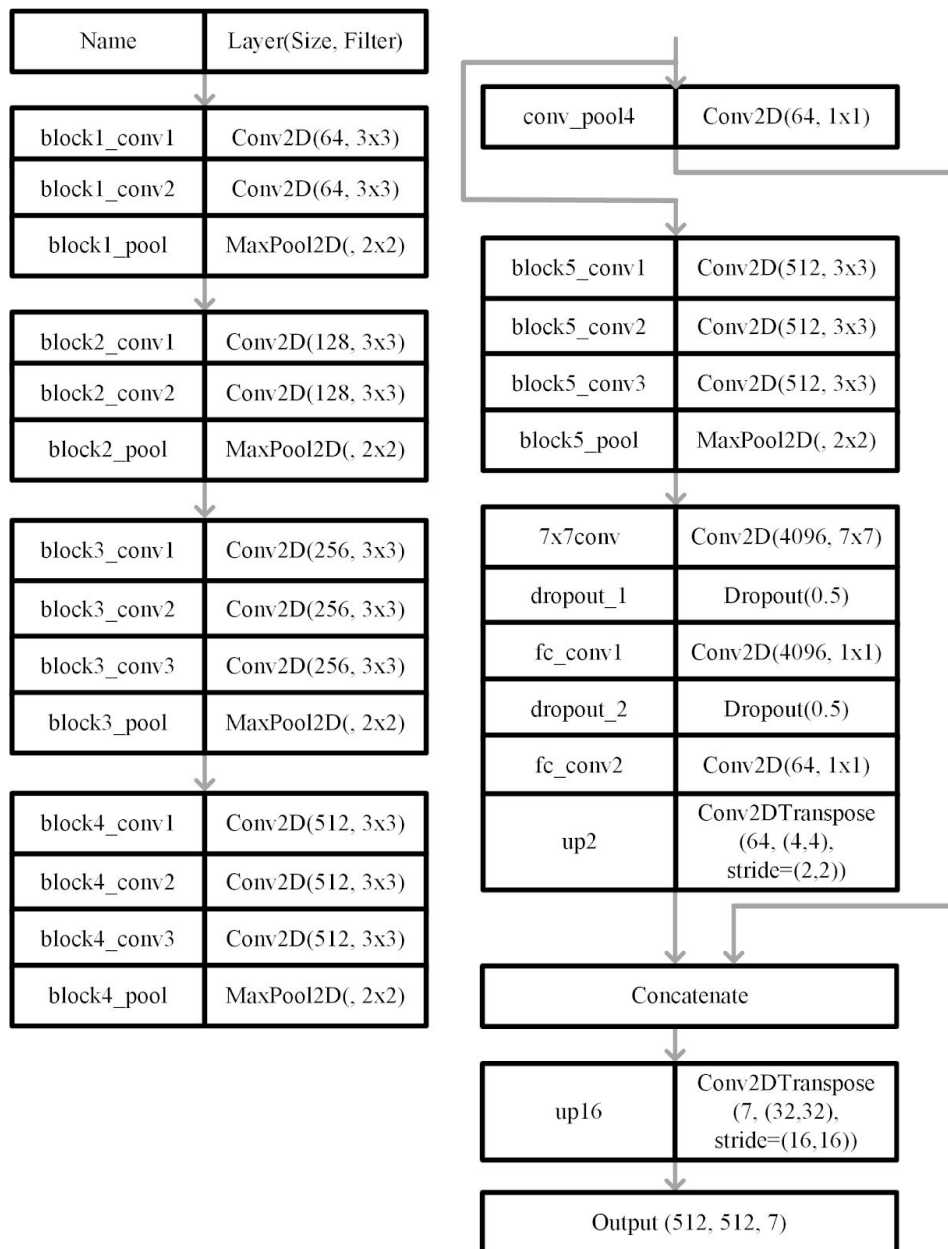 Name Layer(Size, Filter)
block1_conv1 Conv2D(64, 3x3)
block1_conv2 Conv2D(64, 3x3)
block1_pool MaxPool2D(, 2x2)
block2_conv1 Conv2D(128, 3x3)
block2_conv2 Conv2D(128, 3x3)
block2_pool MaxPool2D(, 2x2)
block3_conv1 Conv2D(256, 3x3)
block3_conv2 Conv2D(256, 3x3)
block3_conv3 Conv2D(256, 3x3)
block3_pool MaxPool2D(, 2x2)
block4_conv1 Conv2D(512, 3x3)
block4_conv2 Conv2D(512, 3x3)
block4_conv3 Conv2D(512, 3x3)
block4_pool MaxPool2D(, 2x2)
conv_pool4 Conv2D(64, 1x1)
block5_conv1 Conv2D(512, 3x3)
block5_conv2 Conv2D(512, 3x3)
block5_conv3 Conv2D(512, 3x3)
block5_pool MaxPool2D(, 2x2)
7x7conv Conv2D(4096, 7x7)
dropout_1 Dropout(0.5)
fc_conv1 Conv2D(4096, 1x1)
dropout_2 Dropout(0.5)
fc_conv2 Conv2D(64, 1x1)
up2 Conv2DTranspose
(64, (4,4),
stride=(2,2))
Concatenate
up16 Conv2DTranspose
(7, (32,32),
stride=(16,16))
Output (512, 512, 7)